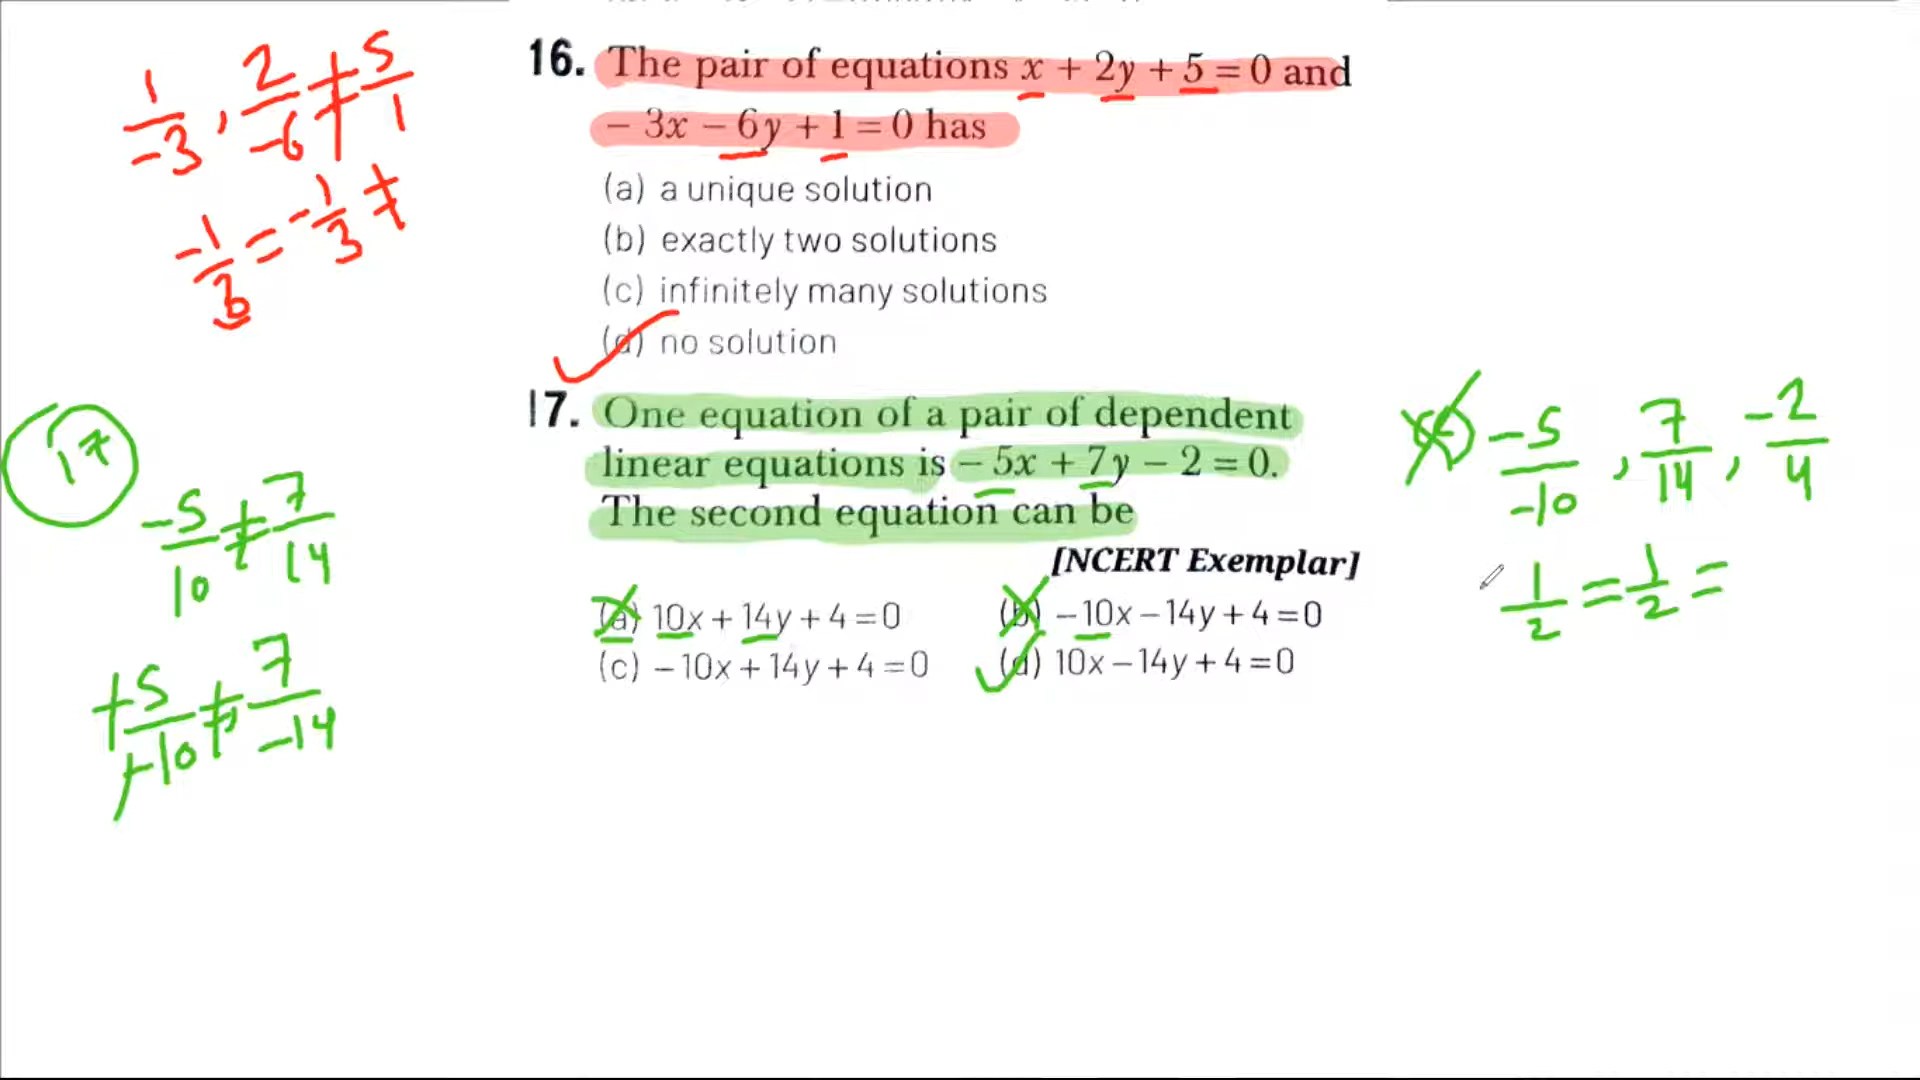 16. The pair of equations x + 2y + 5 = 0 and
– 3x – 6y + 1 = 0 has
(a) a unique solution
(b) exactly two solutions
(c) infinitely many solutions
(d) no solution
17. One equation of a pair of dependent
linear equations is – 5x + 7y – 2 = 0.
The second equation can be
[NCERT Exemplar]
(a) 10x + 14y + 4 = 0 (b) –10x – 14y + 4 = 0
(c) – 10x + 14y + 4 = 0 (d) 10x – 14y + 4 = 0
1/-3 , 2/-6 ≠ 5/1
-1/3 = -1/3 ≠
17
-5/10 ≠ 7/14
+5/+10 ≠ 7/-14
(c) -5/-10 , 7/14 , -2/4
1/2 = 1/2 =